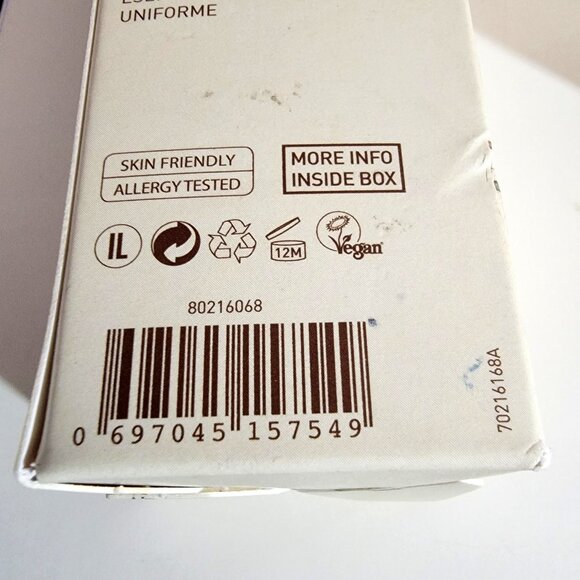 UNIFORME
SKIN FRIENDLY
ALLERGY TESTED
MORE INFO
INSIDE BOX
IL
12M
Vegan
80216068
0 697045 157549
70216168A